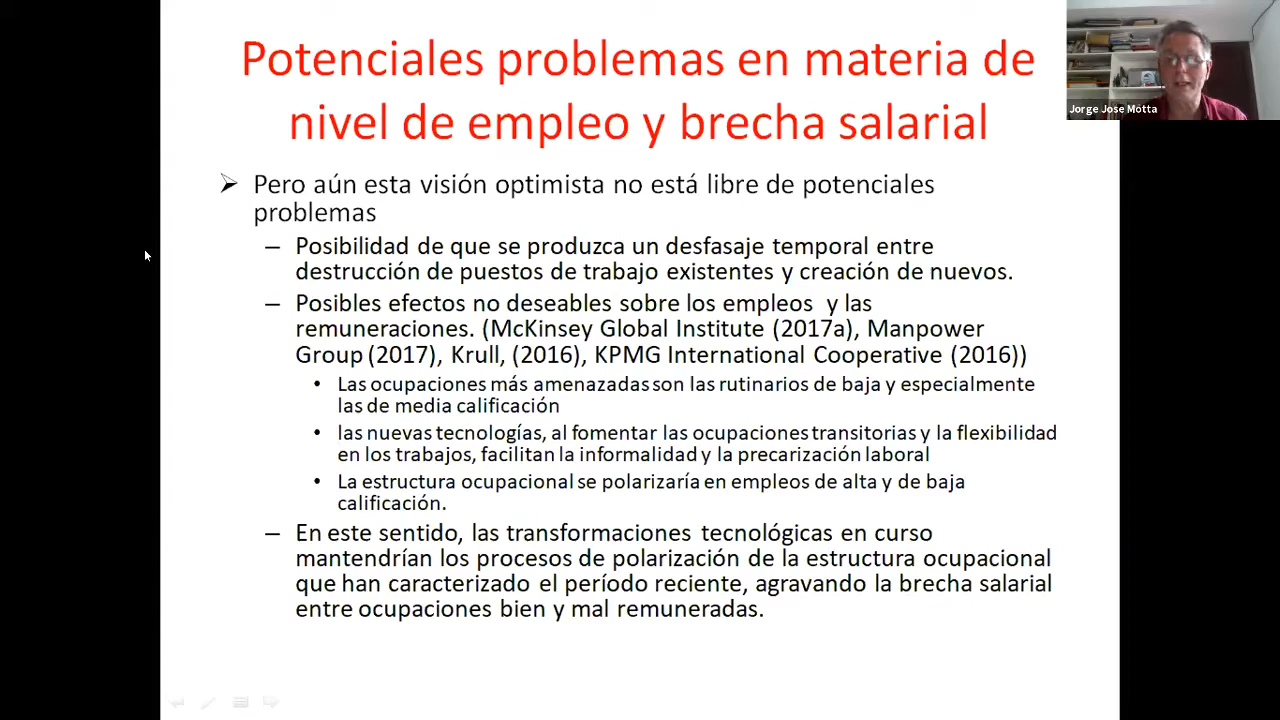 Potenciales problemas en materia de
nivel de empleo y brecha salarial
Jorge Jose Motta
➢ Pero aún esta visión optimista no está libre de potenciales
problemas
– Posibilidad de que se produzca un desfasaje temporal entre
destrucción de puestos de trabajo existentes y creación de nuevos.
– Posibles efectos no deseables sobre los empleos y las
remuneraciones. (McKinsey Global Institute (2017a), Manpower
Group (2017), Krull, (2016), KPMG International Cooperative (2016))
• Las ocupaciones más amenazadas son las rutinarios de baja y especialmente
las de media calificación
• las nuevas tecnologías, al fomentar las ocupaciones transitorias y la flexibilidad
en los trabajos, facilitan la informalidad y la precarización laboral
• La estructura ocupacional se polarizaría en empleos de alta y de baja
calificación.
– En este sentido, las transformaciones tecnológicas en curso
mantendrían los procesos de polarización de la estructura ocupacional
que han caracterizado el período reciente, agravando la brecha salarial
entre ocupaciones bien y mal remuneradas.